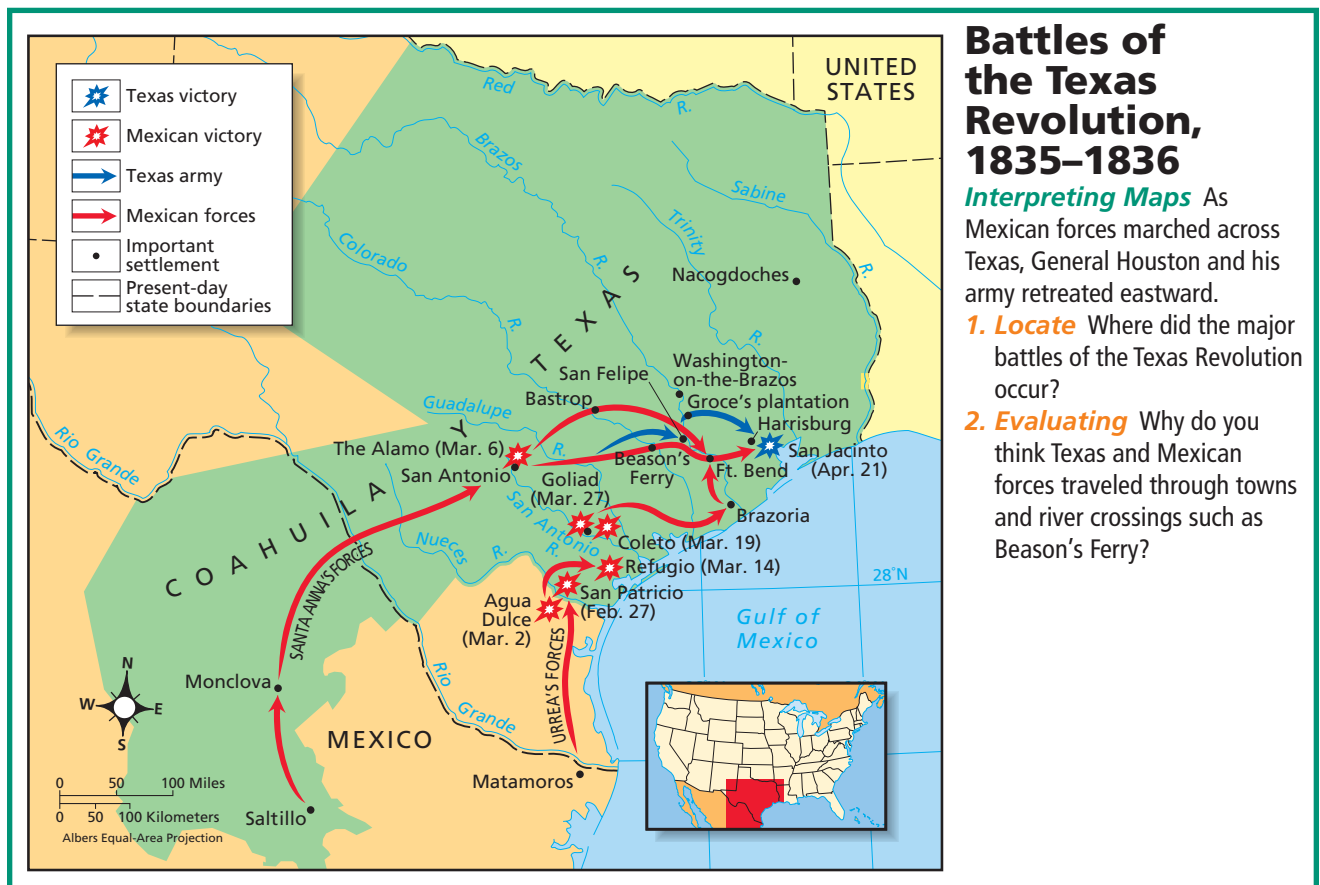 Battles of
the Texas
Revolution,
1835–1836
Interpreting Maps As
Mexican forces marched across
Texas, General Houston and his
army retreated eastward.
1. Locate Where did the major
battles of the Texas Revolution
occur?
2. Evaluating Why do you
think Texas and Mexican
forces traveled through towns
and river crossings such as
Beason's Ferry?
Texas victory
Mexican victory
Texas army
Mexican forces
Important
settlement
Present-day
state boundaries
UNITED
STATES
Red
R.
Brazos
R.
Sabine
R.
Trinity
R.
Colorado
R.
Nacogdoches
TEXAS
Washington-
on-the-Brazos
San Felipe
Bastrop
Groce's plantation
Harrisburg
Guadalupe
R.
The Alamo (Mar. 6)
San Antonio
Beason's
Ferry
Ft. Bend
San Jacinto
(Apr. 21)
Goliad
(Mar. 27)
Brazoria
San Antonio
R.
Coleto (Mar. 19)
Nueces
R.
Refugio (Mar. 14)
San Patricio
(Feb. 27)
Agua
Dulce
(Mar. 2)
28°N
Gulf of
Mexico
Rio
Grande
COAHUILA Y
SANTA ANNA'S FORCES
URREA'S FORCES
Monclova
Rio
Grande
MEXICO
Matamoros
Saltillo
N
W
E
S
0 50 100 Miles
0 50 100 Kilometers
Albers Equal-Area Projection